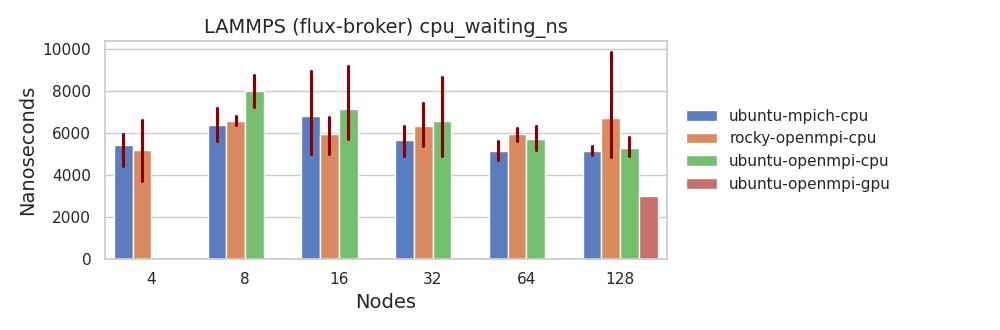 LAMMPS (flux-broker) cpu_waiting_ns
Nanoseconds
10000
8000
6000
4000
2000
0
4 8 16 32 64 128
Nodes
ubuntu-mpich-cpu
rocky-openmpi-cpu
ubuntu-openmpi-cpu
ubuntu-openmpi-gpu